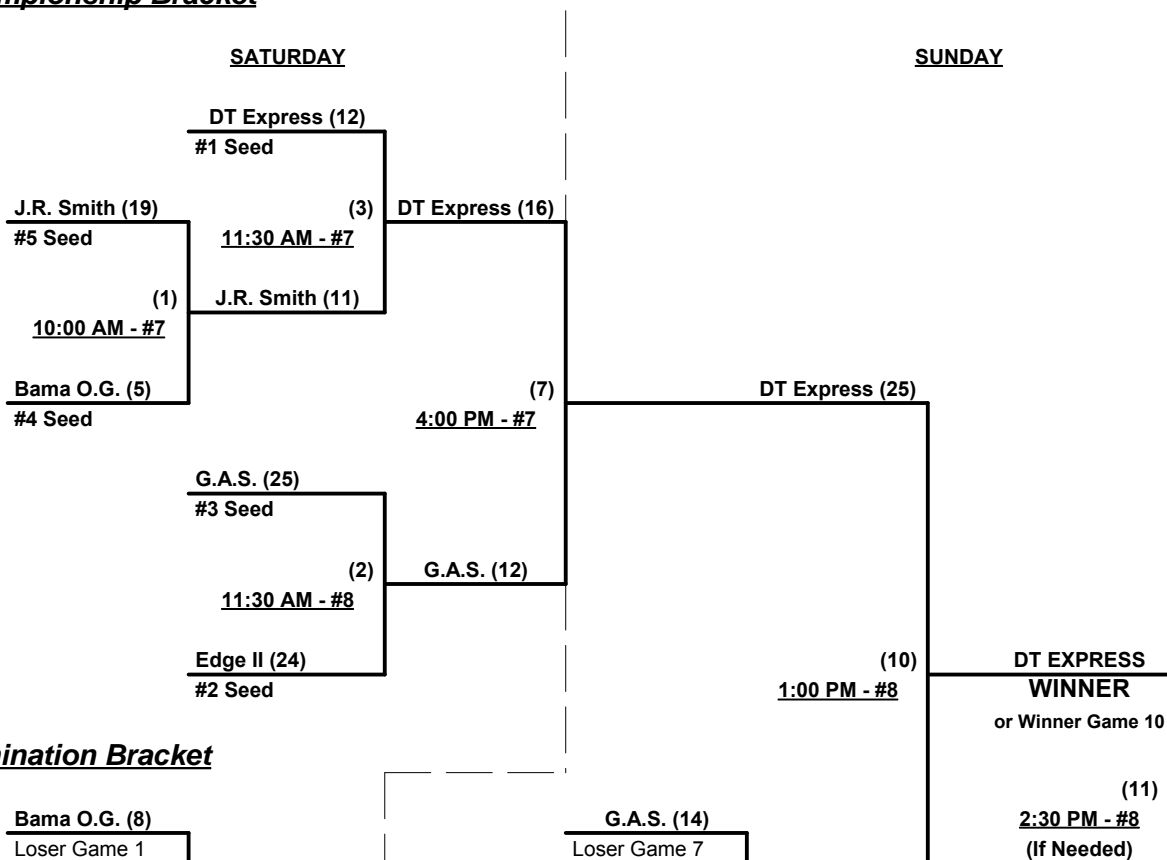 SATURDAY
SUNDAY
DT Express (12)
#1 Seed
J.R. Smith (19)
(3)
DT Express (16)
#5 Seed
11:30 AM - #7
(1)
J.R. Smith (11)
10:00 AM - #7
Bama O.G. (5)
(7)
DT Express (25)
#4 Seed
4:00 PM - #7
G.A.S. (25)
#3 Seed
(2)
G.A.S. (12)
11:30 AM - #8
Edge II (24)
(10)
DT EXPRESS
#2 Seed
1:00 PM - #8
WINNER
or Winner Game 10
Bracket
(11)
Bama O.G. (8)
G.A.S. (14)
2:30 PM - #8
Loser Game 1
Loser Game 7
(If Needed)